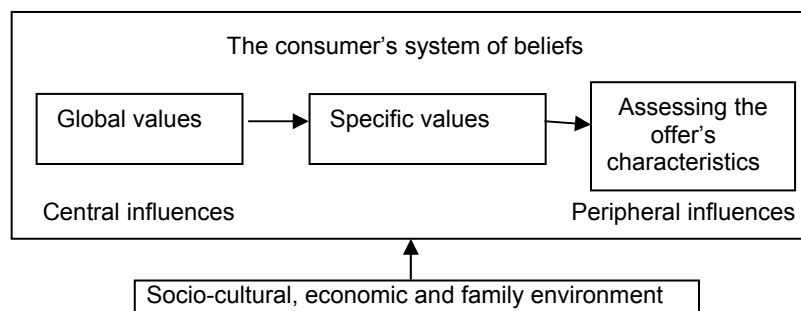 The consumer’s system of beliefs
Global values
Specific values
Assessing the
offer’s
characteristics
Central influences
Peripheral influences
Socio-cultural, economic and family environment